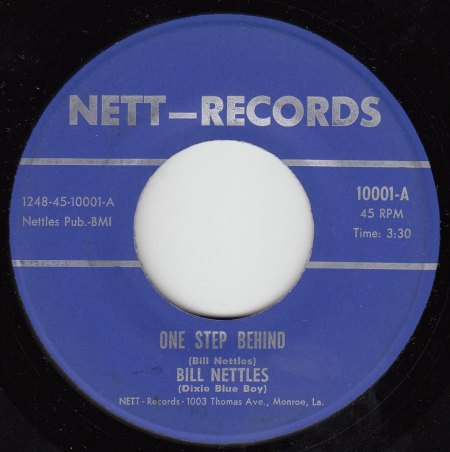 NETT—RECORDS
1248-45-10001-A
Nettles Pub.-BMI
10001-A
45 RPM
Time: 3:30
ONE STEP BEHIND
(Bill Nettles)
BILL NETTLES
(Dixie Blue Boy)
NETT - Records - 1003 Thomas Ave., Monroe, La.